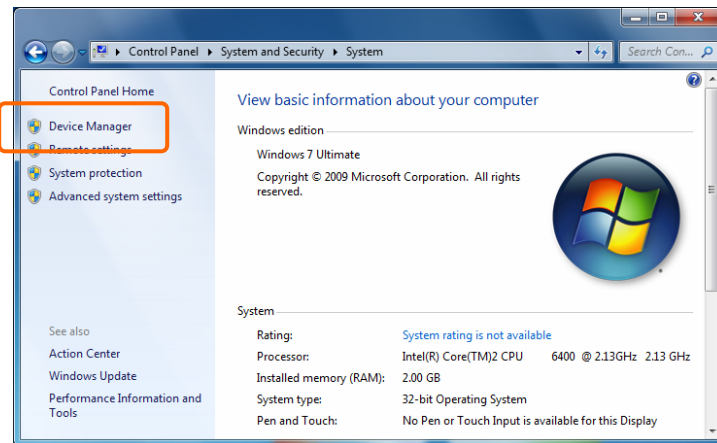 Control Panel ▸ System and Security ▸ System
Search Con...
Control Panel Home
Device Manager
Remote settings
System protection
Advanced system settings
See also
Action Center
Windows Update
Performance Information and
Tools
View basic information about your computer
Windows edition
Windows 7 Ultimate
Copyright © 2009 Microsoft Corporation. All rights
reserved.
System
Rating: System rating is not available
Processor: Intel(R) Core(TM)2 CPU 6400 @ 2.13GHz 2.13 GHz
Installed memory (RAM): 2.00 GB
System type: 32-bit Operating System
Pen and Touch: No Pen or Touch Input is available for this Display